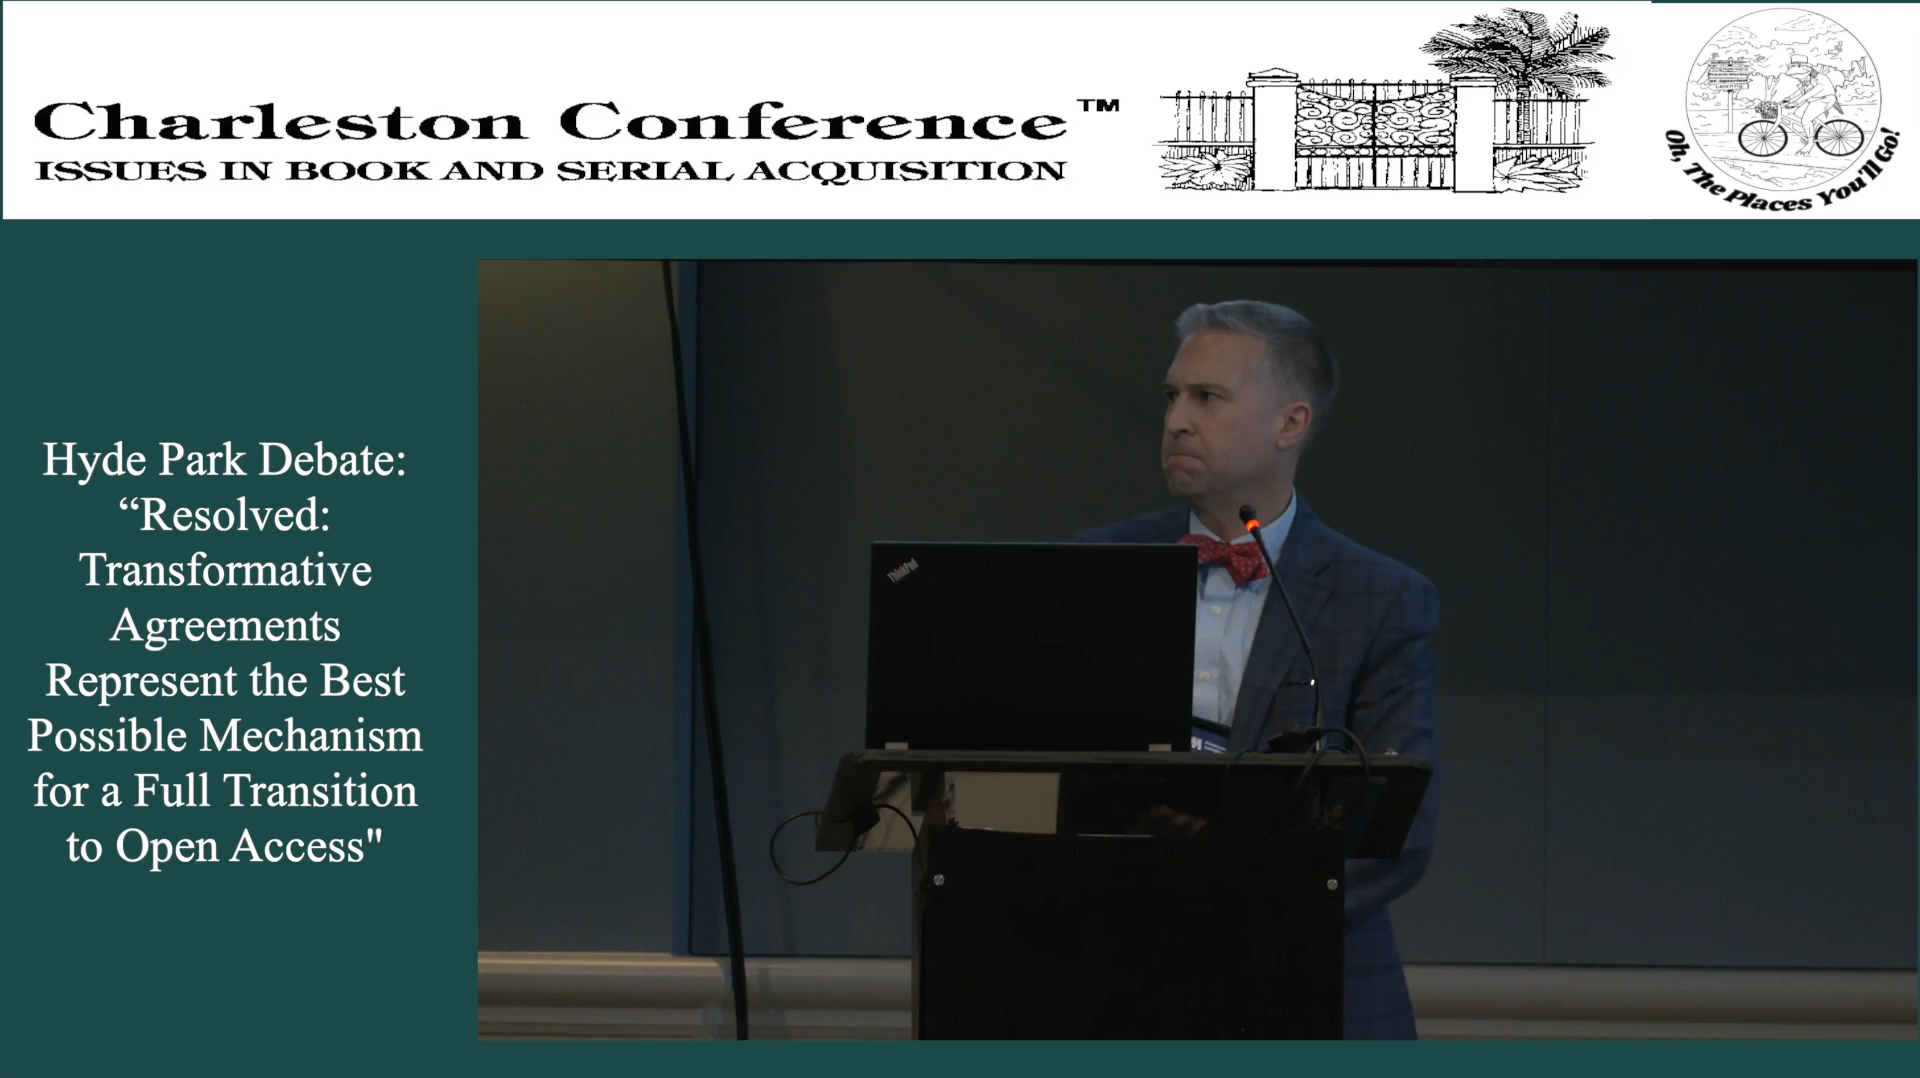 Charleston Conference™
ISSUES IN BOOK AND SERIAL ACQUISITION
Oh, The Places You'll Go!
Hyde Park Debate:
“Resolved:
Transformative
Agreements
Represent the Best
Possible Mechanism
for a Full Transition
to Open Access"
ThinkPad